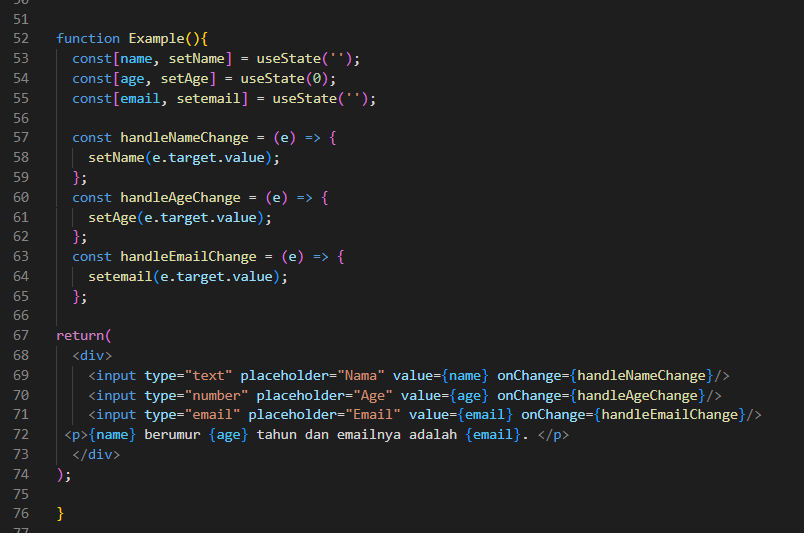 50
51
52 function Example(){
53 const[name, setName] = useState('');
54 const[age, setAge] = useState(0);
55 const[email, setemail] = useState('');
56
57 const handleNameChange = (e) => {
58 setName(e.target.value);
59 };
60 const handleAgeChange = (e) => {
61 setAge(e.target.value);
62 };
63 const handleEmailChange = (e) => {
64 setemail(e.target.value);
65 };
66
67 return(
68 <div>
69 <input type="text" placeholder="Nama" value={name} onChange={handleNameChange}/>
70 <input type="number" placeholder="Age" value={age} onChange={handleAgeChange}/>
71 <input type="email" placeholder="Email" value={email} onChange={handleEmailChange}/>
72 <p>{name} berumur {age} tahun dan emailnya adalah {email}. </p>
73 </div>
74 );
75
76 }
77